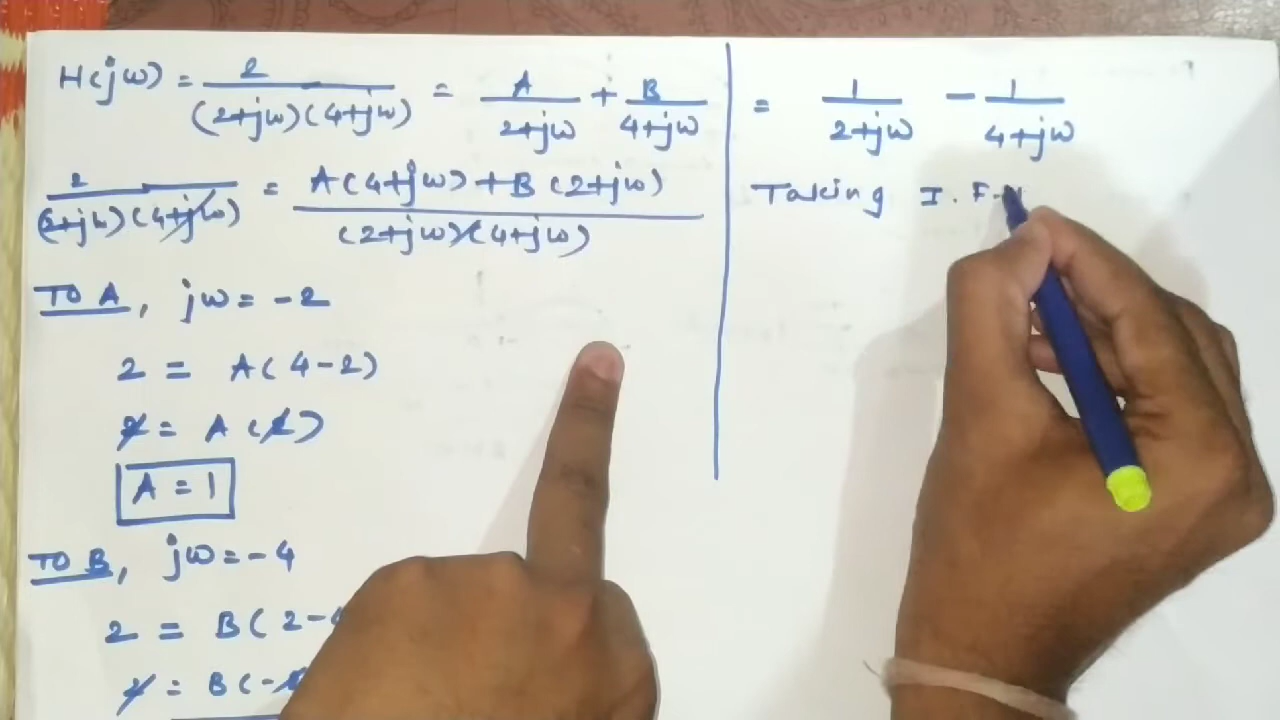 H(jω) = 2 / (2+jω)(4+jω) = A / 2+jω + B / 4+jω
2 / (2+jω)(4+jω) = A(4+jω)+B(2+jω) / (2+jω)(4+jω)
TO A, jω = -2
2 = A(4-2)
2 = A(2)
A = 1
TO B, jω = -4
2 = B(2-
2 = B(-2
= 1 / 2+jω - 1 / 4+jω
Taking I.F.